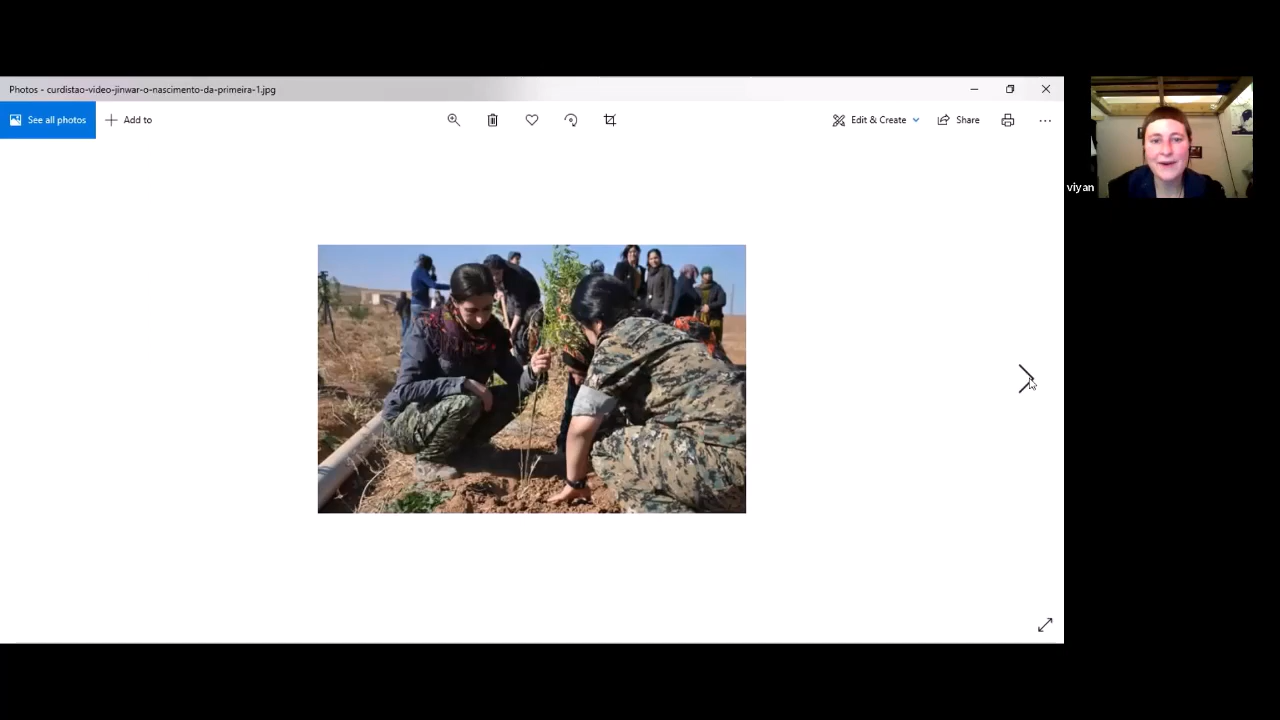 Photos - curdistao-video-jinwar-o-nascimento-da-primeira-1.jpg
See all photos
Add to
Edit & Create
Share
viyan